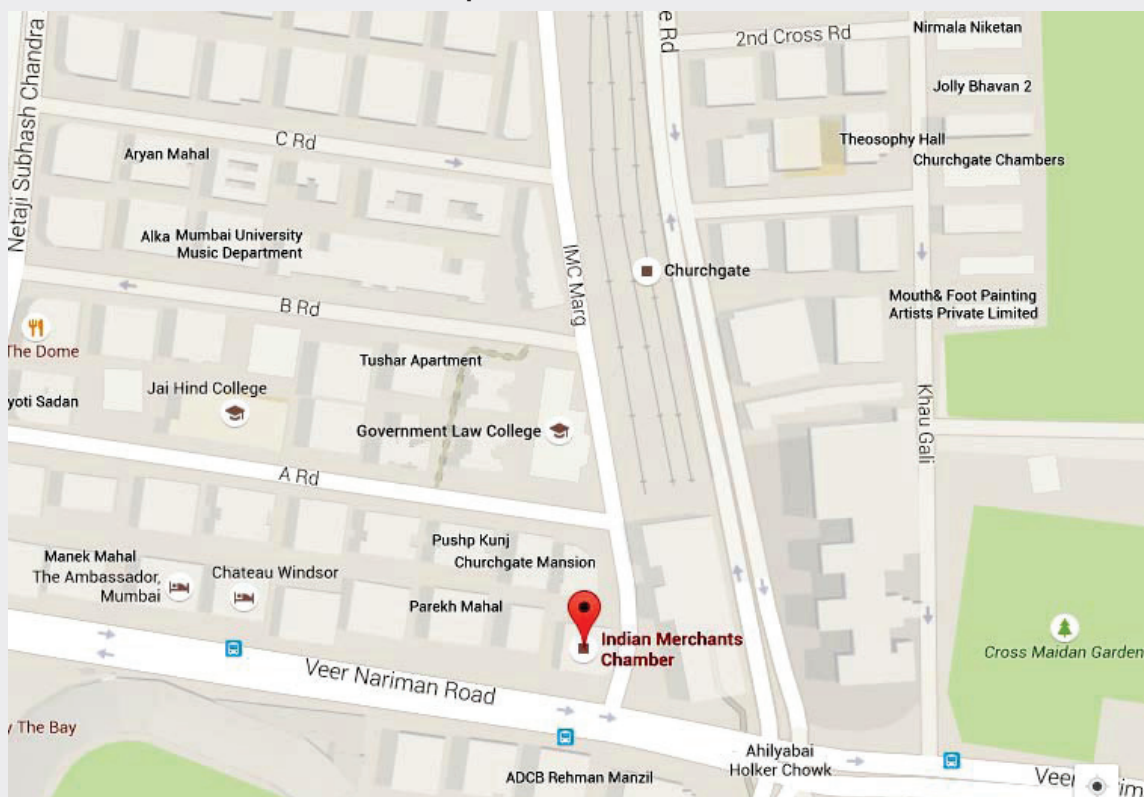 e Rd
2nd Cross Rd
Nirmala Niketan
Jolly Bhavan 2
Netaji Subhash Chandra
C Rd
Aryan Mahal
Theosophy Hall
Churchgate Chambers
Alka
Mumbai University
Music Department
IMC Marg
Churchgate
B Rd
Mouth& Foot Painting
Artists Private Limited
The Dome
Tushar Apartment
yoti Sadan
Jai Hind College
Khau Gali
Government Law College
A Rd
Pushp Kunj
Churchgate Mansion
Manek Mahal
The Ambassador,
Mumbai
Chateau Windsor
Parekh Mahal
Indian Merchants
Chamber
Cross Maidan Garden
Veer Nariman Road
y The Bay
Ahilyabai
Holker Chowk
ADCB Rehman Manzil
Veer